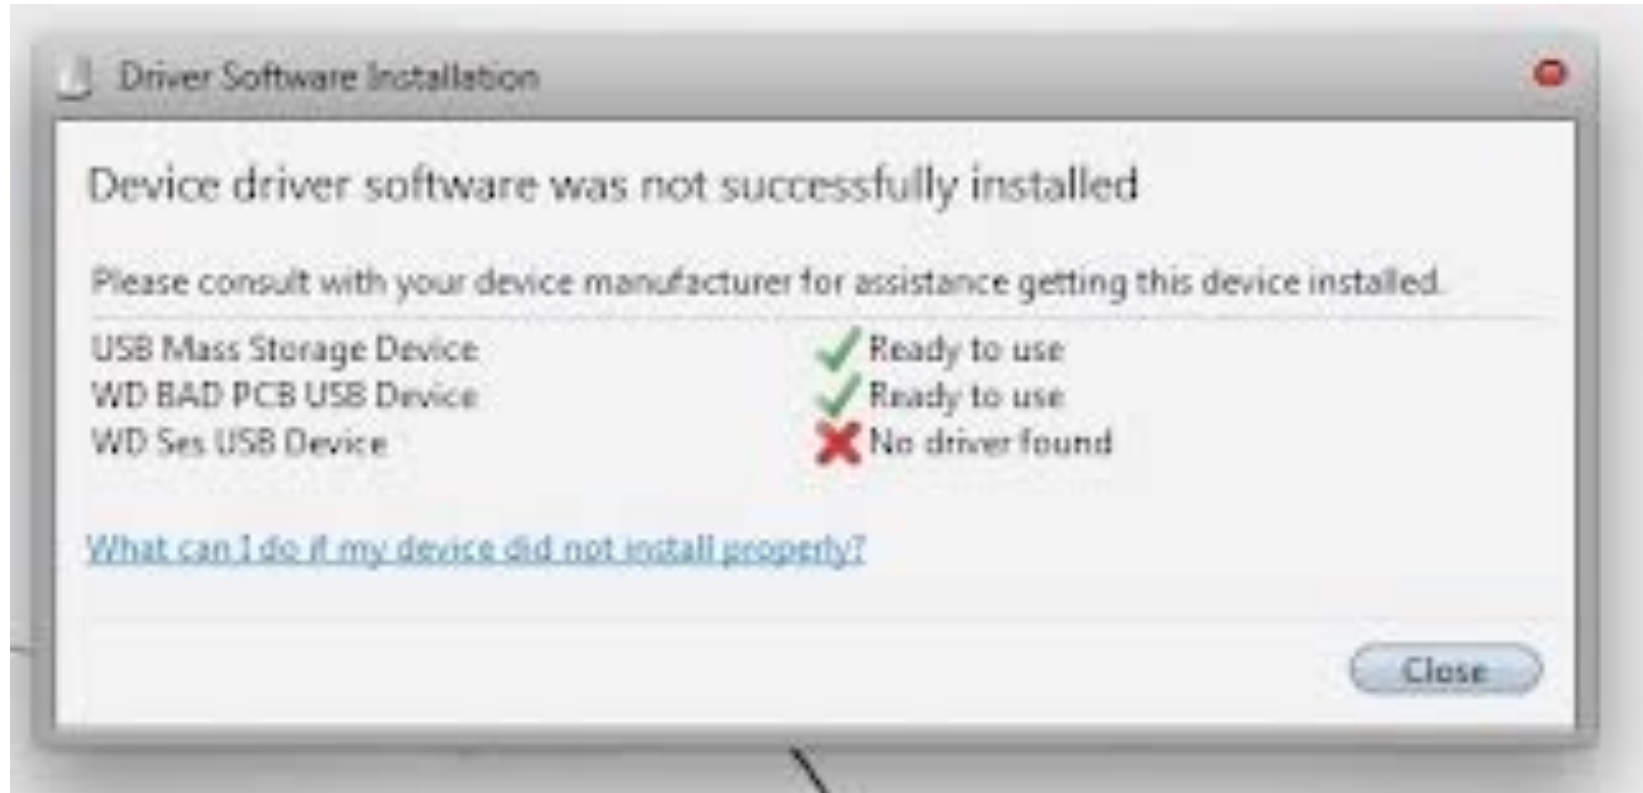 Driver Software Installation
Device driver software was not successfully installed
Please consult with your device manufacturer for assistance getting this device installed.
USB Mass Storage Device Ready to use
WD BAD PCB USB Device Ready to use
WD Ses USB Device No driver found
What can I do if my device did not install properly?
Close